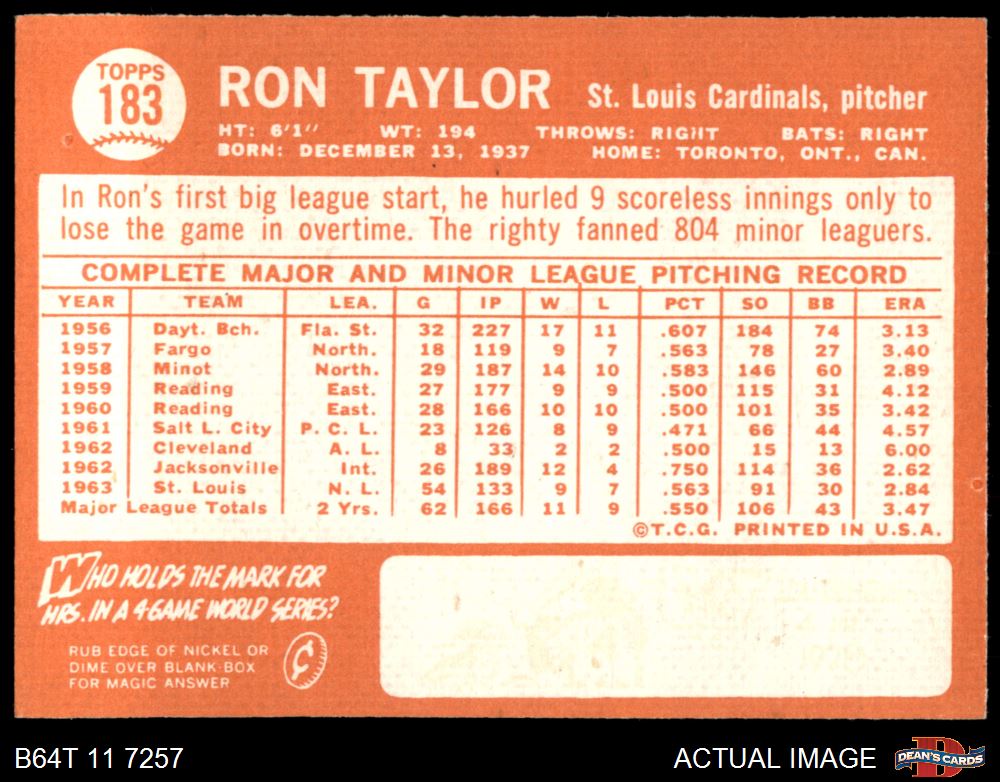 TOPPS
183
RON TAYLOR St. Louis Cardinals, pitcher
HT: 6'1" WT: 194 THROWS: RIGHT BATS: RIGHT
BORN: DECEMBER 13, 1937 HOME: TORONTO, ONT., CAN.
In Ron's first big league start, he hurled 9 scoreless innings only to
lose the game in overtime. The righty fanned 804 minor leaguers.
COMPLETE MAJOR AND MINOR LEAGUE PITCHING RECORD
YEAR TEAM LEA. G IP W L PCT SO BB ERA
1956 Dayt. Bch. Fla. St. 32 227 17 11 .607 184 74 3.13
1957 Fargo North. 18 119 9 7 .563 78 27 3.40
1958 Minot North. 29 187 14 10 .583 146 60 2.89
1959 Reading East. 27 177 9 9 .500 115 31 4.12
1960 Reading East. 28 166 10 10 .500 101 35 3.42
1961 Salt L. City P. C. L. 23 126 8 9 .471 66 44 4.57
1962 Cleveland A. L. 8 33 2 2 .500 15 13 6.00
1962 Jacksonville Int. 26 189 12 4 .750 114 36 2.62
1963 St. Louis N. L. 54 133 9 7 .563 91 30 2.84
Major League Totals 2 Yrs. 62 166 11 9 .550 106 43 3.47
©T.C.G. PRINTED IN U.S.A.
WHO HOLDS THE MARK FOR
HRS. IN A 4-GAME WORLD SERIES?
RUB EDGE OF NICKEL OR
DIME OVER BLANK-BOX
FOR MAGIC ANSWER
¢
B64T 11 7257 ACTUAL IMAGE
D
DEAN'S CARDS